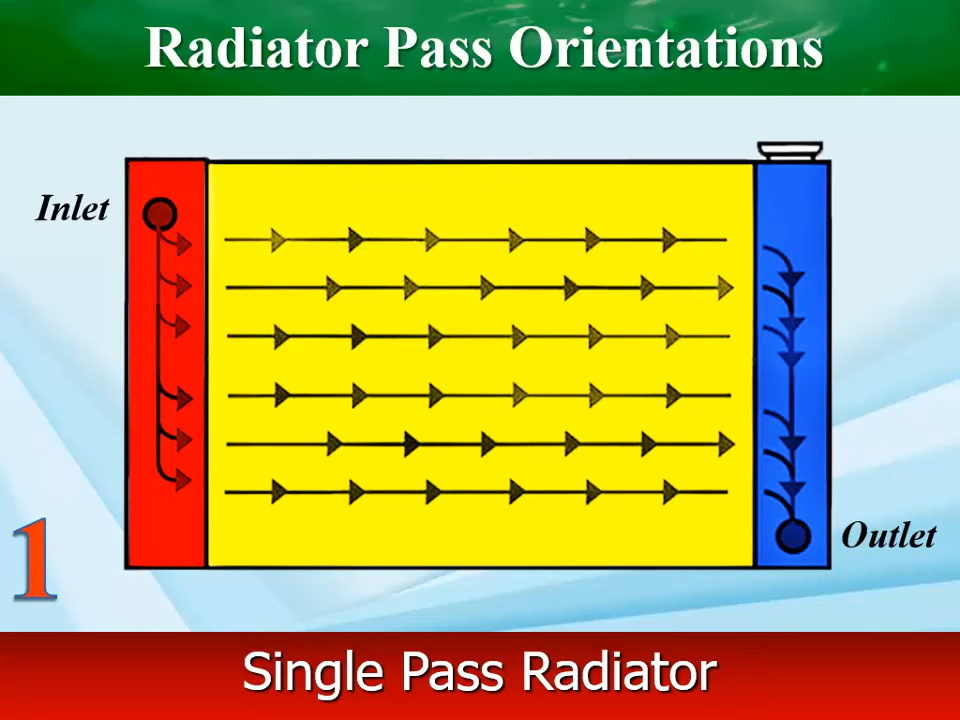 Radiator Pass Orientations
Inlet
Outlet
1
Single Pass Radiator